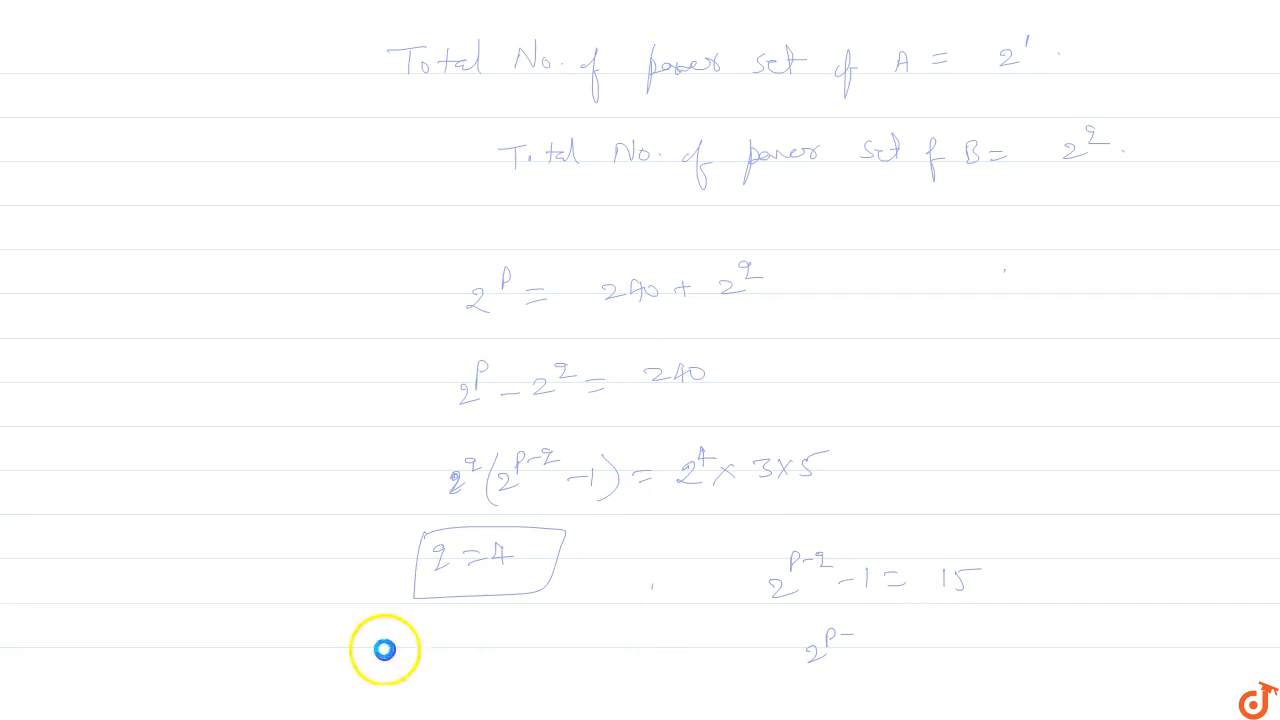 Total No. of power set of A = 2'
Total No. of power set of B = 2^q.
2^p = 240 + 2^q
2^p - 2^q = 240
2^q (2^{p-q} - 1) = 2^4 × 3 × 5
q = 4
2^{p-q} - 1 = 15
2^{p-